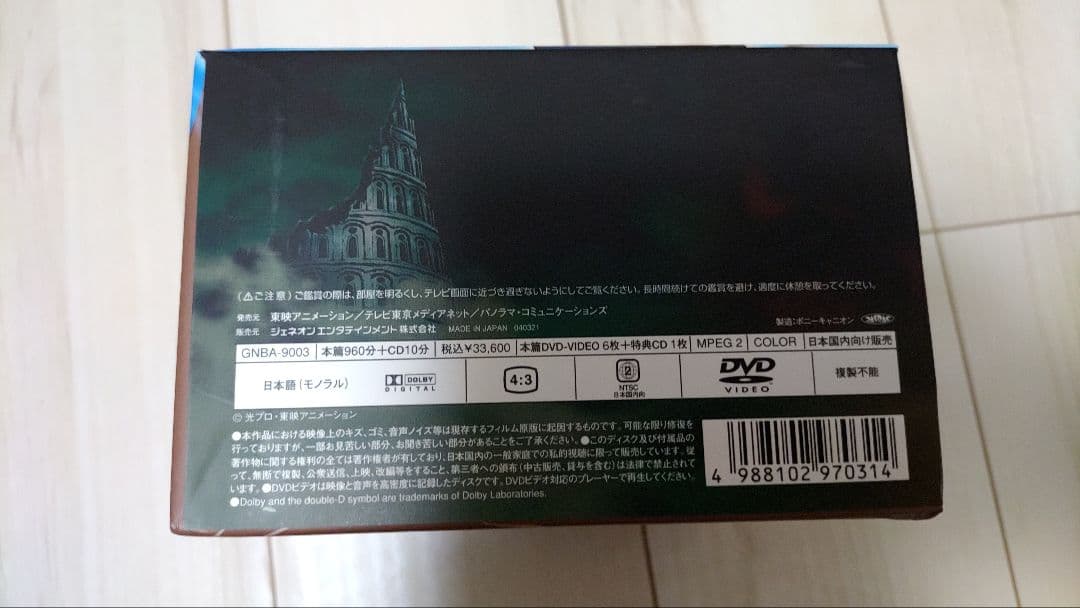 (⚠ご注意)ご鑑賞の際は、部屋を明るくし、テレビ画面に近づき過ぎないようにしてご覧ください。長時間続けての鑑賞を避け、適度に休憩を取ってください。
発売元 東映アニメーション/テレビ東京メディアネット/パノラマ・コミュニケーションズ
販売元 ジェネオン エンタテインメント株式会社 MADE IN JAPAN 040321
製造:ポニーキャニオン
GNBA-9003 本篇960分+CD10分 税込¥33,600 本篇DVD-VIDEO 6枚+特典CD 1枚 MPEG 2 COLOR 日本国内向け販売
日本語(モノラル) DOLBY DIGITAL 4:3 2 NTSC 日本国内向 DVD VIDEO 複製不能
© 光プロ・東映アニメーション
●本作品における映像上のキズ、ゴミ、音声ノイズ等は現存するフィルム原版に起因するものです。可能な限り修復を
行っておりますが、一部お見苦しい部分、お聞き苦しい部分があることをご了承ください。●このディスク及び付属品の
著作物に関する権利の全ては著作権者が有しており、日本国内の一般家庭での私的視聴に限って販売しています。従
って、無断で複製、公衆送信、上映、改編等をすること、第三者への頒布(中古販売、貸与を含む)は法律で禁止されて
います。●DVDビデオは映像と音声を高密度に記録したディスクです。DVDビデオ対応のプレーヤーで再生してください。
●Dolby and the double-D symbol are trademarks of Dolby Laboratories.
4 988102 970314